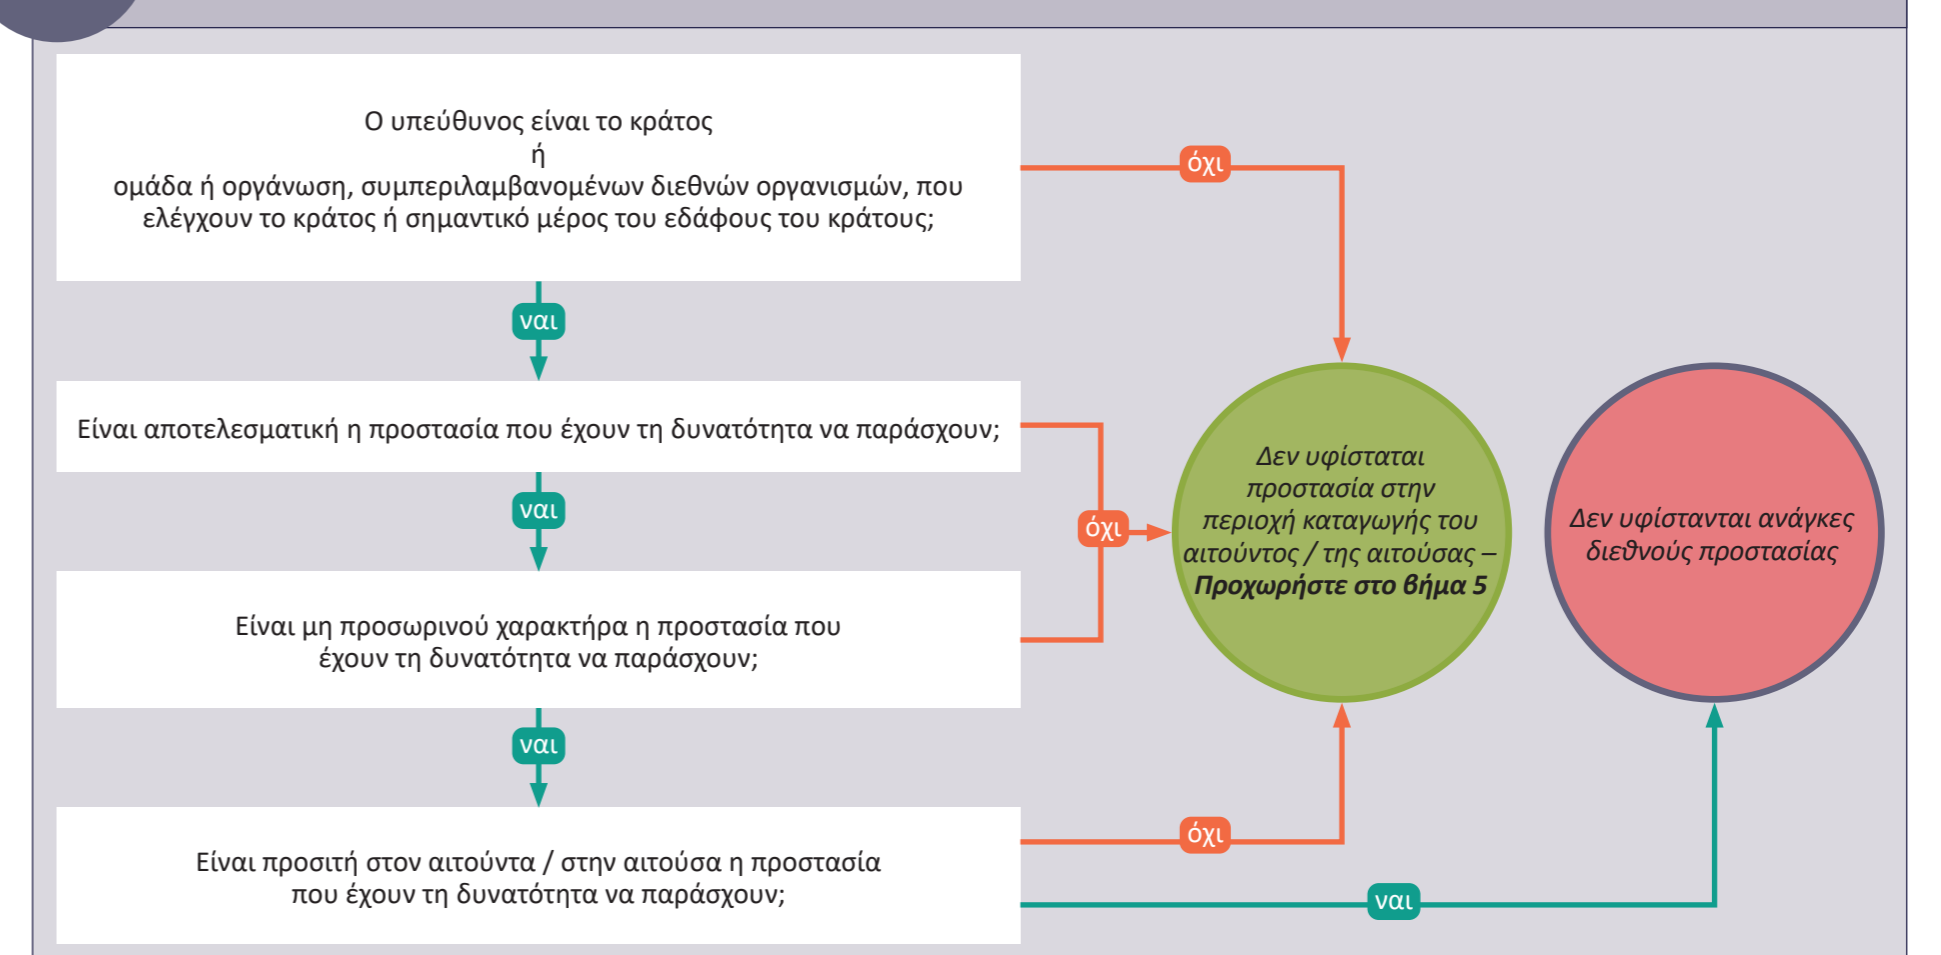 Ο υπεύθυνος είναι το κράτος
ή
ομάδα ή οργάνωση, συμπεριλαμβανομένων διεθνών οργανισμών, που
ελέγχουν το κράτος ή σημαντικό μέρος του εδάφους του κράτους;
όχι
ναι
Είναι αποτελεσματική η προστασία που έχουν τη δυνατότητα να παράσχουν;
ναι
όχι
Είναι μη προσωρινού χαρακτήρα η προστασία που
έχουν τη δυνατότητα να παράσχουν;
ναι
Είναι προσιτή στον αιτούντα / στην αιτούσα η προστασία
που έχουν τη δυνατότητα να παράσχουν;
όχι
ναι
Δεν υφίσταται
προστασία στην
περιοχή καταγωγής του
αιτούντος / της αιτούσας –
Προχωρήστε στο βήμα 5
Δεν υφίστανται ανάγκες
διεθνούς προστασίας